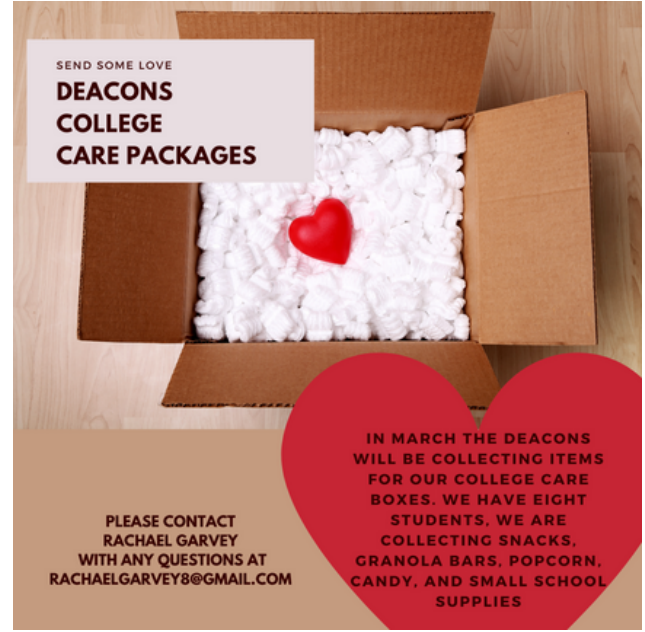 SEND SOME LOVE
DEACONS
COLLEGE
CARE PACKAGES
IN MARCH THE DEACONS
WILL BE COLLECTING ITEMS
FOR OUR COLLEGE CARE
BOXES. WE HAVE EIGHT
STUDENTS, WE ARE
COLLECTING SNACKS,
GRANOLA BARS, POPCORN,
CANDY, AND SMALL SCHOOL
SUPPLIES
PLEASE CONTACT
RACHAEL GARVEY
WITH ANY QUESTIONS AT
RACHAELGARVEY8@GMAIL.COM